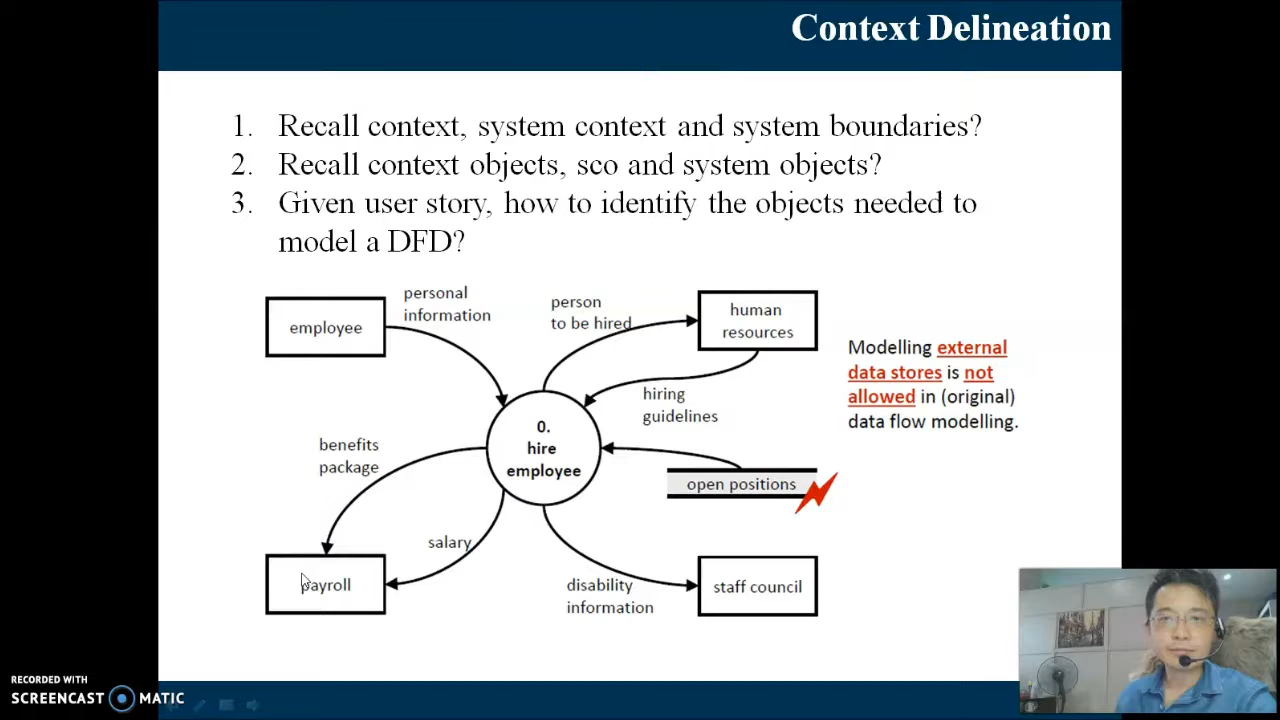 Context Delineation
1. Recall context, system context and system boundaries?
2. Recall context objects, sco and system objects?
3. Given user story, how to identify the objects needed to
model a DFD?
employee
personal
information
person
to be hired
human
resources
Modelling external
data stores is not
allowed in (original)
data flow modelling.
hiring
guidelines
0.
hire
employee
benefits
package
open positions
salary
payroll
disability
information
staff council
RECORDED WITH
SCREENCAST MATIC